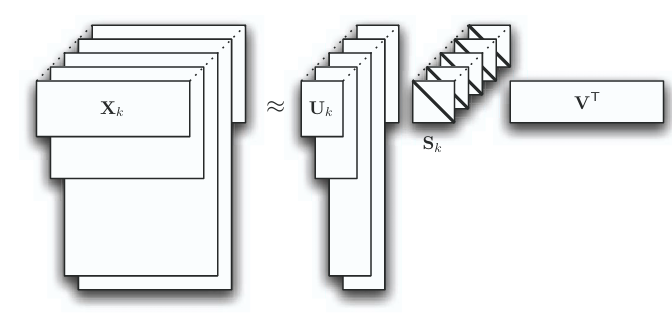 X_k ≈ U_k V^T
S_k